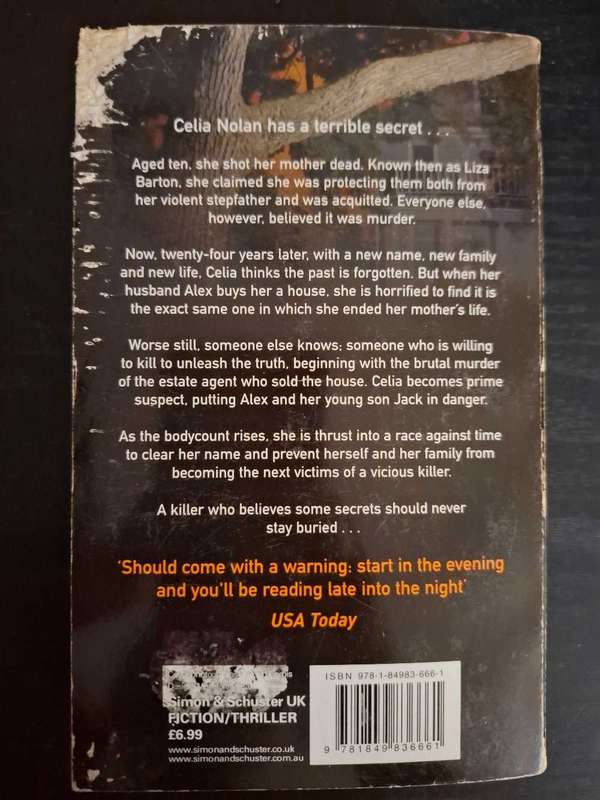 Celia Nolan has a terrible secret . . .
Aged ten, she shot her mother dead. Known then as Liza
Barton, she claimed she was protecting them both from
her violent stepfather and was acquitted. Everyone else,
however, believed it was murder.
Now, twenty-four years later, with a new name, new family
and new life, Celia thinks the past is forgotten. But when her
husband Alex buys her a house, she is horrified to find it is
the exact same one in which she ended her mother's life.
Worse still, someone else knows; someone who is willing
to kill to unleash the truth, beginning with the brutal murder
of the estate agent who sold the house. Celia becomes prime
suspect, putting Alex and her young son Jack in danger.
As the bodycount rises, she is thrust into a race against time
to clear her name and prevent herself and her family from
becoming the next victims of a vicious killer.
A killer who believes some secrets should never
stay buried . . .
'Should come with a warning: start in the evening
and you'll be reading late into the night'
USA Today
Simon & Schuster UK
FICTION/THRILLER
£6.99
www.simonandschuster.co.uk
www.simonandschuster.com.au
ISBN 978-1-84983-666-1
9 781849 836661